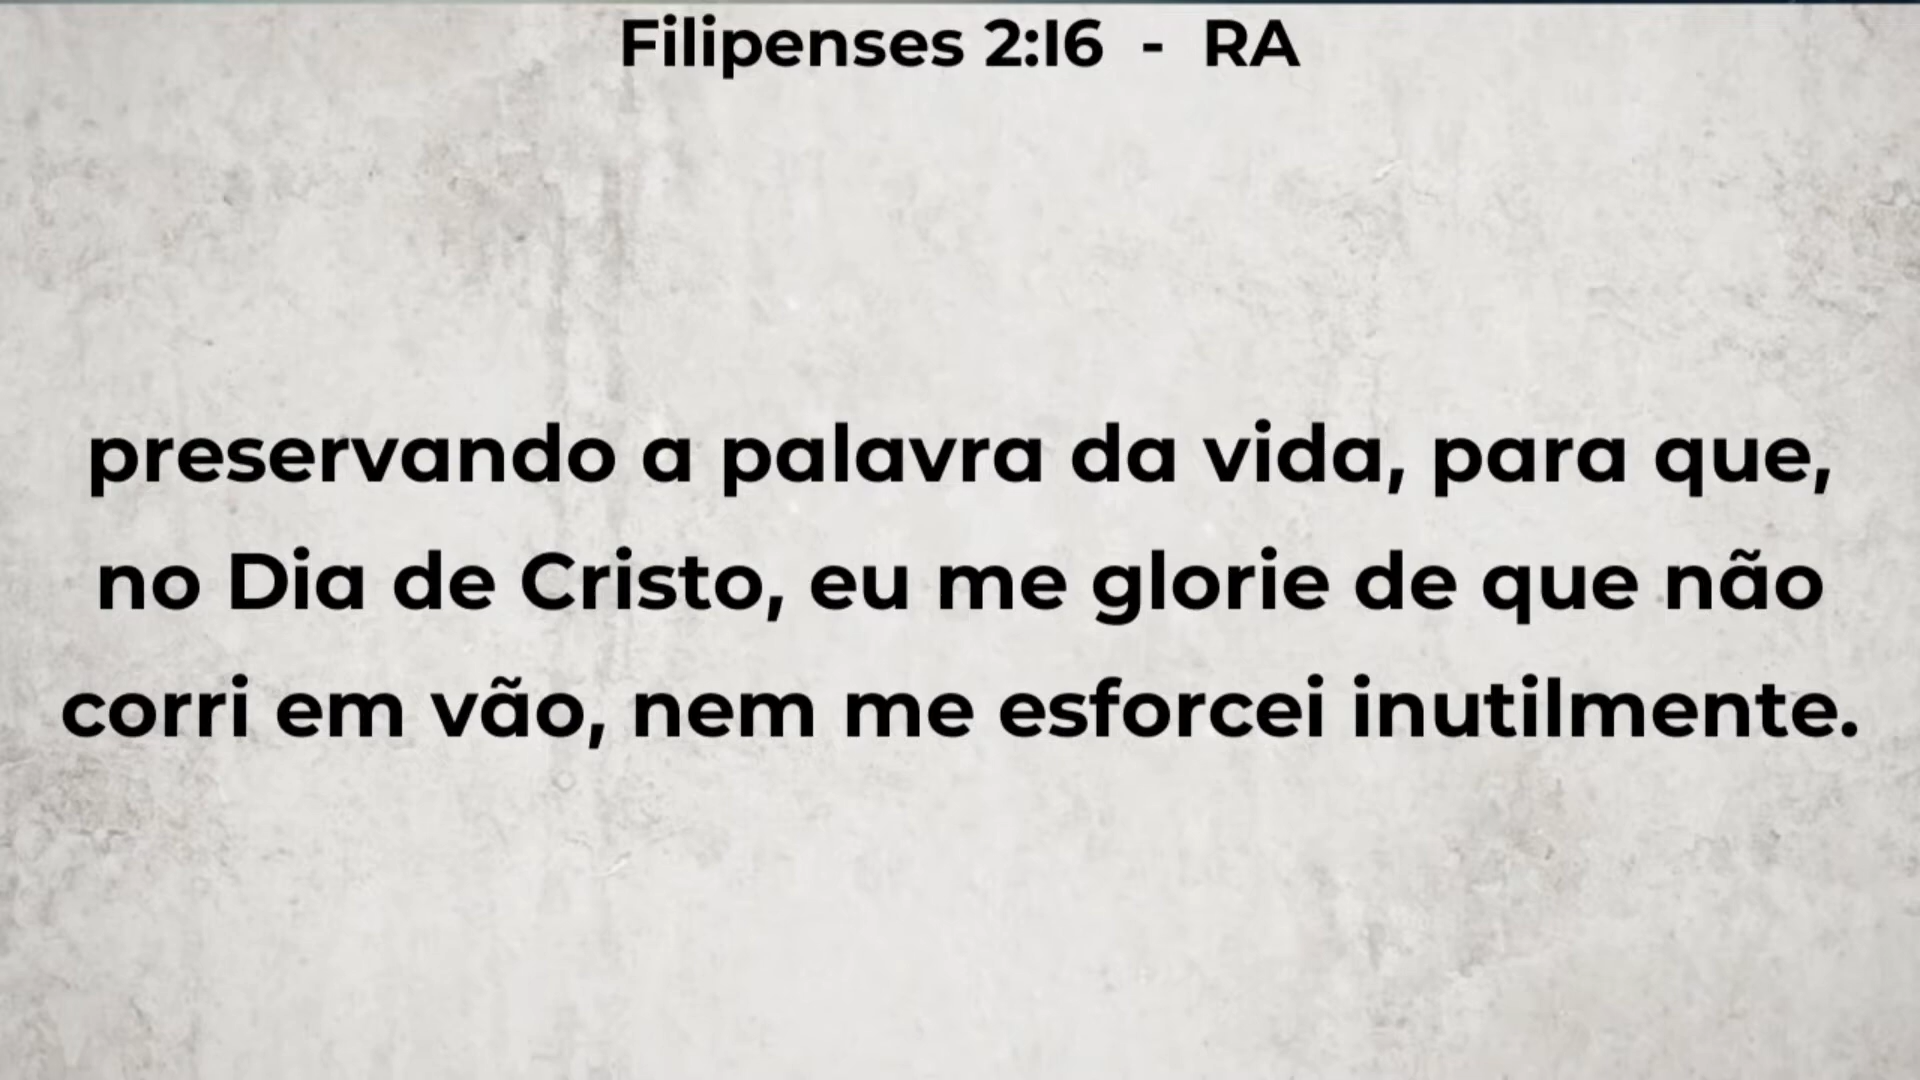 Filipenses 2:16 - RA
preservando a palavra da vida, para que,
no Dia de Cristo, eu me glorie de que não
corri em vão, nem me esforcei inutilmente.